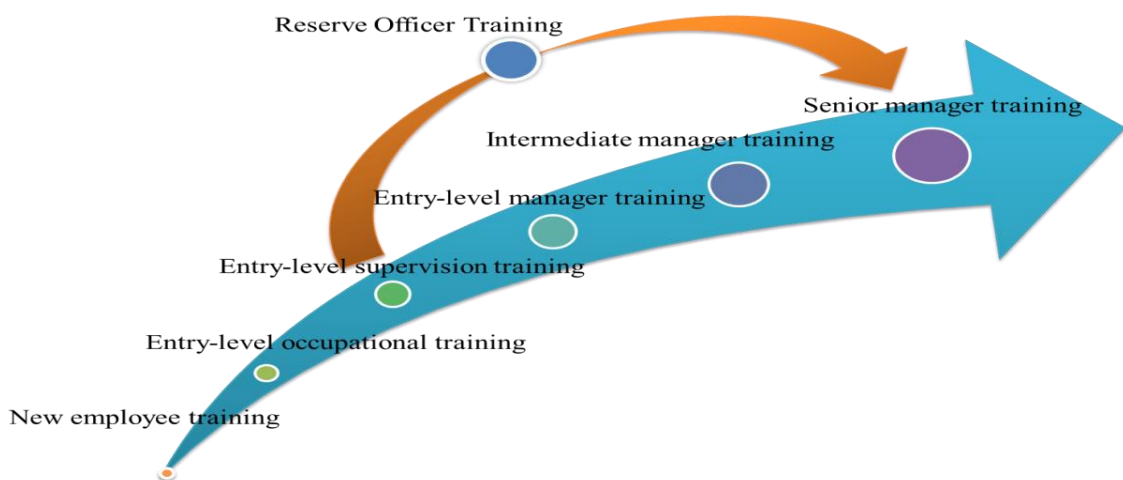 Reserve Officer Training
Senior manager training
Intermediate manager training
Entry-level manager training
Entry-level supervision training
Entry-level occupational training
New employee training